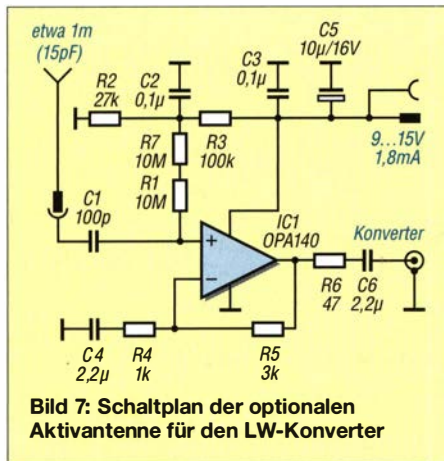 etwa 1m
(15pF)
R2
27k
C2
0,1µ
C3
0,1µ
C5
10µ/16V
R7
10M
R3
100k
R1
10M
9...15V
1,8mA
C1
100p
IC1
OPA140
Konverter
+
−
R6
47
C6
2,2µ
C4
2,2µ
R4
1k
R5
3k
Bild 7: Schaltplan der optionalen
Aktivantenne für den LW-Konverter